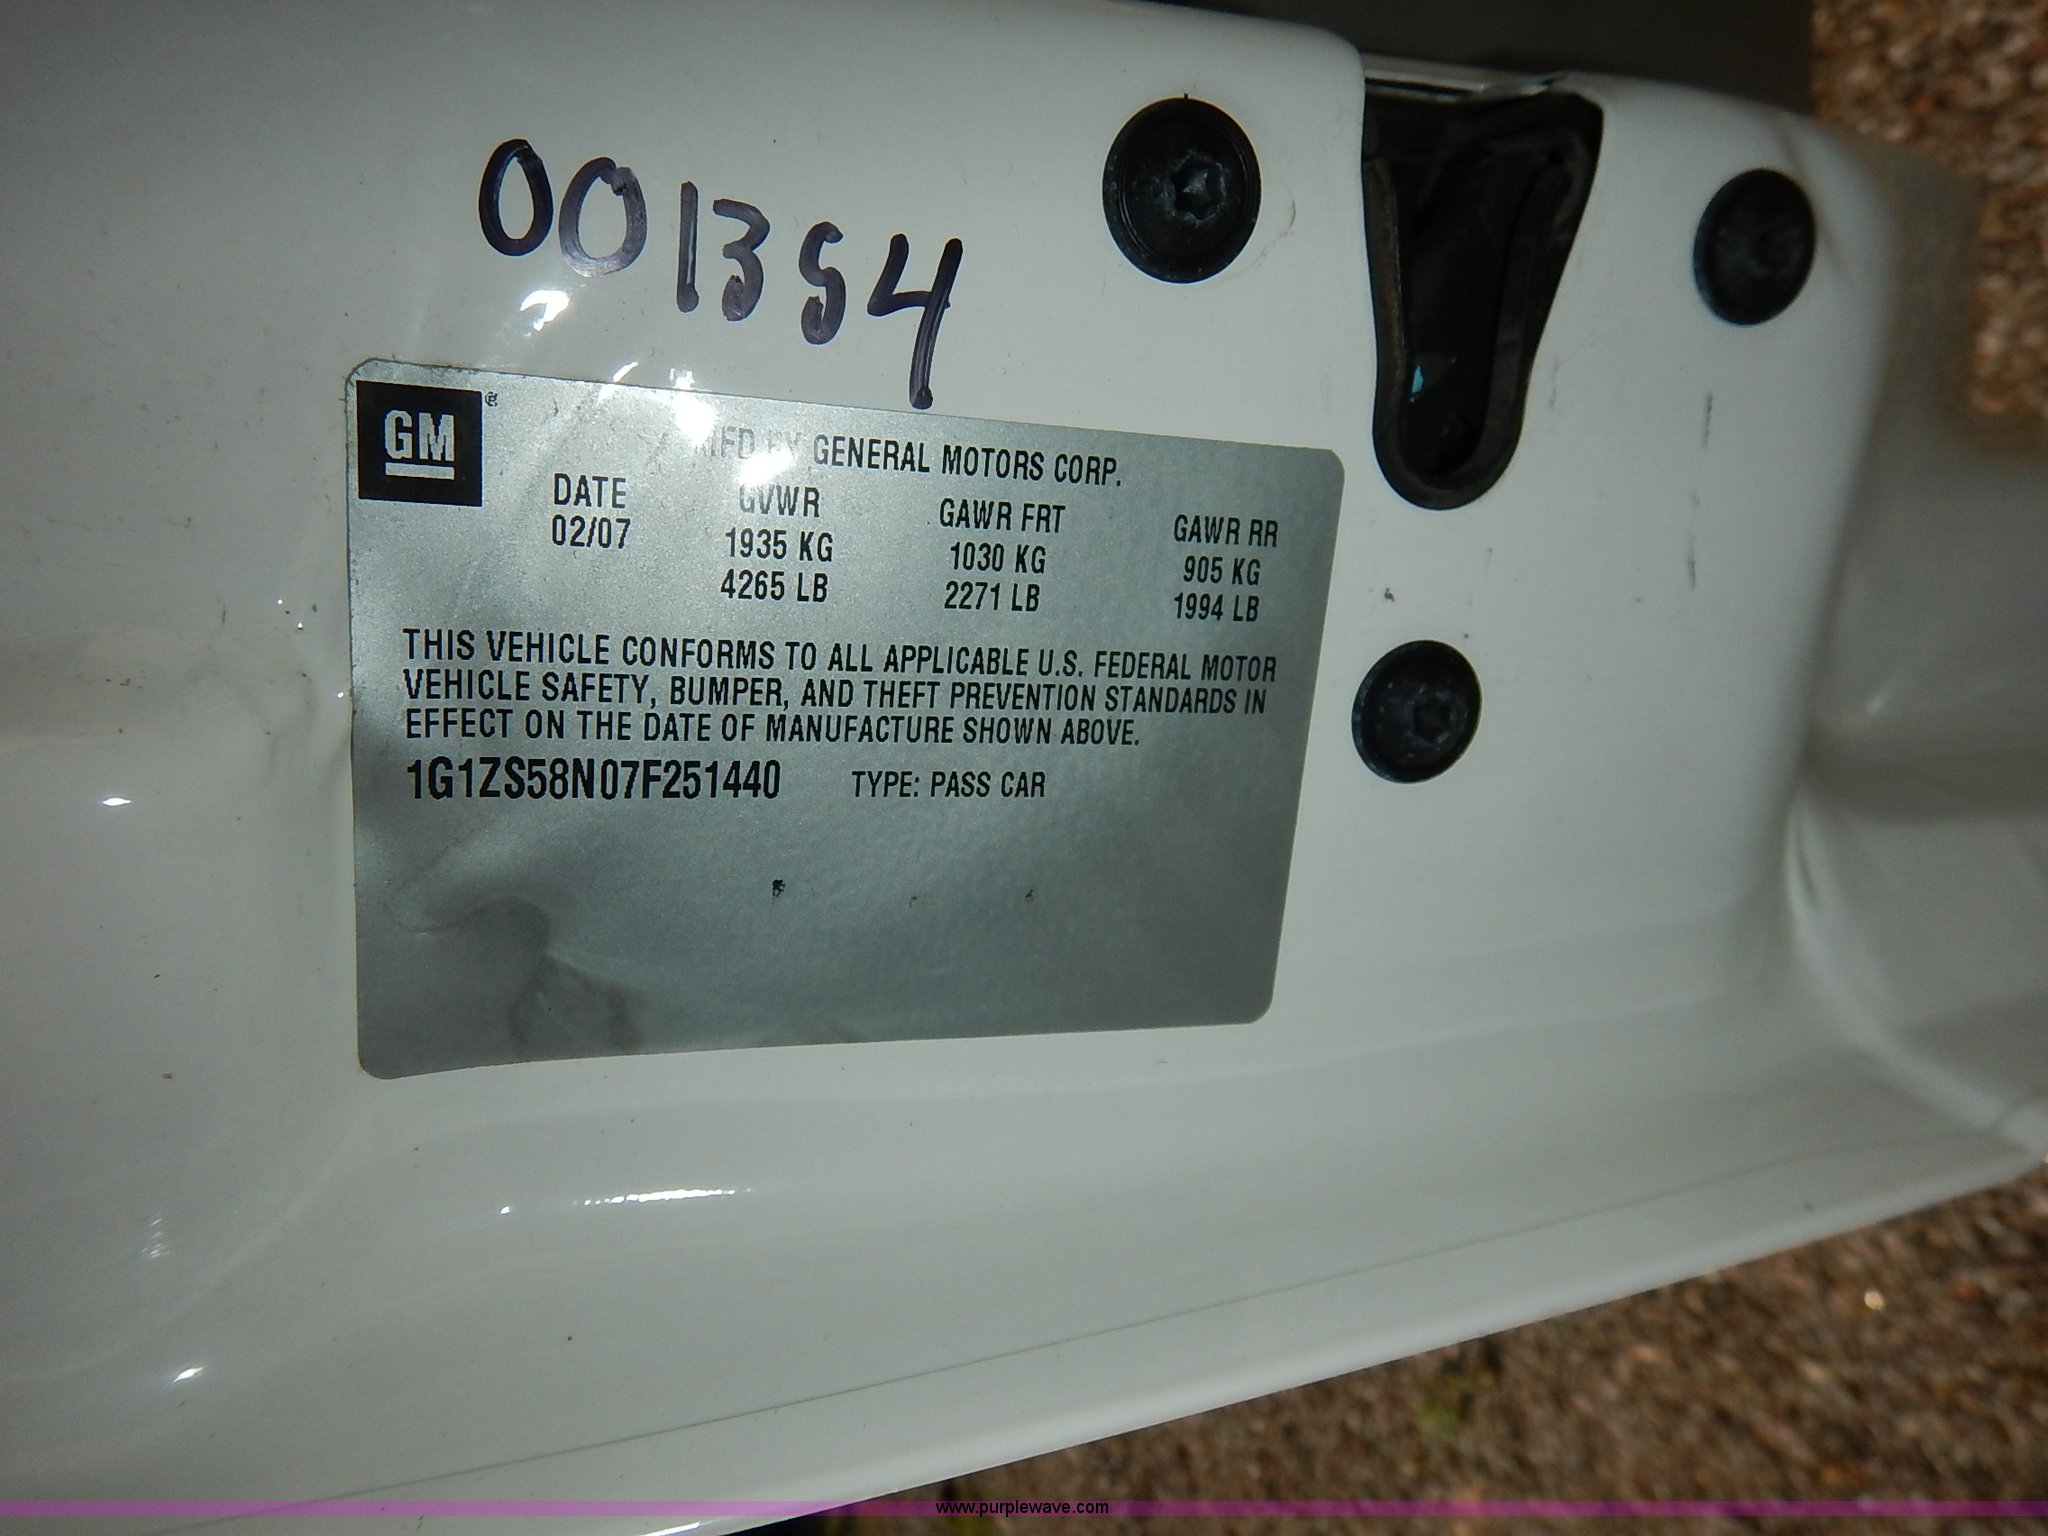 001354
GM
MFD BY GENERAL MOTORS CORP.
DATE GVWR GAWR FRT GAWR RR
02/07 1935 KG 1030 KG 905 KG
4265 LB 2271 LB 1994 LB
THIS VEHICLE CONFORMS TO ALL APPLICABLE U.S. FEDERAL MOTOR
VEHICLE SAFETY, BUMPER, AND THEFT PREVENTION STANDARDS IN
EFFECT ON THE DATE OF MANUFACTURE SHOWN ABOVE.
1G1ZS58N07F251440 TYPE: PASS CAR
www.purplewave.com